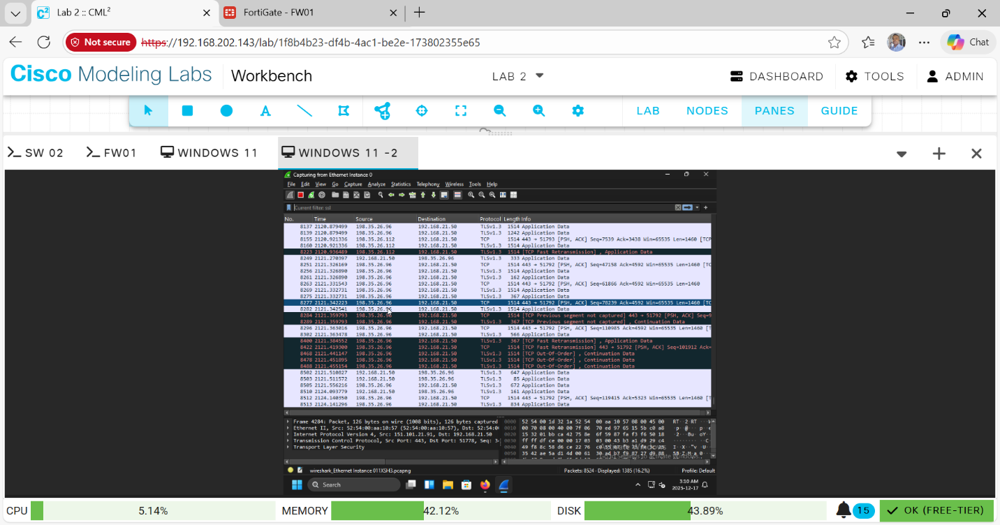 Lab 2 :: CML²
FortiGate - FW01
Not secure
https://192.168.202.143/lab/1f8b4b23-df4b-4ac1-be2e-173802355e65
Chat
Cisco Modeling Labs
Workbench
LAB 2
DASHBOARD
TOOLS
ADMIN
LAB
NODES
PANES
GUIDE
SW 02
FW01
WINDOWS 11
WINDOWS 11 -2
Capturing from Ethernet Instance 0
File Edit View Go Capture Analyze Statistics Telephony Wireless Tools Help
Current filter: ssl
No. Time Source Destination Protocol Length Info
8137 2120.879499 198.35.26.96 192.168.21.50 TLSv1.3 1514 Application Data
8139 2120.879499 198.35.26.96 192.168.21.50 TLSv1.3 1242 Application Data
8155 2120.921336 198.35.26.112 192.168.21.50 TCP 1514 443 → 51793 [PSH, ACK] Seq=7539 Ack=3438 Win=65535 Len=1460 [TCP
8160 2120.921336 198.35.26.112 192.168.21.50 TLSv1.3 1514 Application Data
8223 2120.936489 198.35.26.112 192.168.21.50 TLSv1.3 1514 [TCP Fast Retransmission] , Application Data
8249 2121.270397 192.168.21.50 198.35.26.96 TLSv1.3 333 Application Data
8251 2121.326169 198.35.26.96 192.168.21.50 TCP 1514 443 → 51792 [PSH, ACK] Seq=47158 Ack=4592 Win=65535 Len=1460 [TC
8256 2121.326890 198.35.26.96 192.168.21.50 TLSv1.3 1514 Application Data
8261 2121.326890 198.35.26.96 192.168.21.50 TLSv1.3 162 Application Data
8263 2121.331543 198.35.26.96 192.168.21.50 TCP 1514 443 → 51792 [PSH, ACK] Seq=61866 Ack=4592 Win=65535 Len=1460
8269 2121.332731 198.35.26.96 192.168.21.50 TLSv1.3 1514 Application Data
8275 2121.332731 198.35.26.96 192.168.21.50 TLSv1.3 367 Application Data
8277 2121.342223 198.35.26.96 192.168.21.50 TCP 1514 443 → 51792 [PSH, ACK] Seq=78239 Ack=4592 Win=65535 Len=1460 [TC
8282 2121.342541 198.35.26.96 192.168.21.50 TLSv1.3 1514 Application Data
8284 2121.359793 198.35.26.96 192.168.21.50 TCP 1514 [TCP Previous segment not captured] 443 → 51792 [PSH, ACK] Seq=9
8289 2121.359793 198.35.26.96 192.168.21.50 TLSv1.3 367 [TCP Previous segment not captured] , Continuation Data
8296 2121.363016 198.35.26.96 192.168.21.50 TCP 1514 443 → 51792 [PSH, ACK] Seq=110985 Ack=4592 Win=65535 Len=1460 [T
8302 2121.363478 198.35.26.96 192.168.21.50 TLSv1.3 566 Application Data
8400 2121.384552 198.35.26.96 192.168.21.50 TLSv1.3 367 [TCP Fast Retransmission] , Application Data
8422 2121.419300 198.35.26.96 192.168.21.50 TCP 1514 [TCP Fast Retransmission] 443 → 51792 [PSH, ACK] Seq=101912 Ack=
8468 2121.441147 198.35.26.96 192.168.21.50 TLSv1.3 1514 [TCP Out-Of-Order] , Continuation Data
8478 2121.451895 198.35.26.96 192.168.21.50 TLSv1.3 1514 [TCP Out-Of-Order] , Continuation Data
8488 2121.455154 198.35.26.96 192.168.21.50 TLSv1.3 1514 [TCP Out-Of-Order] , Continuation Data
8502 2121.510827 192.168.21.50 198.35.26.96 TLSv1.3 647 Application Data
8503 2121.511572 192.168.21.50 198.35.26.96 TLSv1.3 85 Application Data
8505 2121.556216 198.35.26.96 192.168.21.50 TLSv1.3 672 Application Data
8510 2124.093779 192.168.21.50 198.35.26.96 TLSv1.3 161 Application Data
8512 2124.140350 198.35.26.96 192.168.21.50 TCP 1514 443 → 51792 [PSH, ACK] Seq=119415 Ack=5323 Win=65535 Len=1460 [T
8513 2124.141296 198.35.26.96 192.168.21.50 TLSv1.3 834 Application Data
Frame 4284: Packet, 126 bytes on wire (1008 bits), 126 bytes captured
Ethernet II, Src: 52:54:00:aa:10:57 (52:54:00:aa:10:57), Dst: 52:54:0
Internet Protocol Version 4, Src: 151.101.21.91, Dst: 192.168.21.50
Transmission Control Protocol, Src Port: 443, Dst Port: 51778, Seq: 3
Transport Layer Security
0000 52 54 00 1d 32 1a 52 54 00 aa 10 57 08 00 45 00
0010 00 70 08 00 40 00 7f 06 70 ed 97 65 15 5b c0 a8
0020 15 32 01 bb ca 42 75 8e 6f 59 87 fa f3 f6 50 18
0030 ff ff df ce 00 00 17 03 03 00 43 b3 a1 d9 29 c4
0040
0050
wireshark_Ethernet Instance 011XSH3.pcapng
Packets: 8524 · Displayed: 1385 (16.2%)
Profile: Default
Search
3:10 AM
2025-12-17
CPU
5.14%
MEMORY
42.12%
DISK
43.89%
15
OK (FREE-TIER)